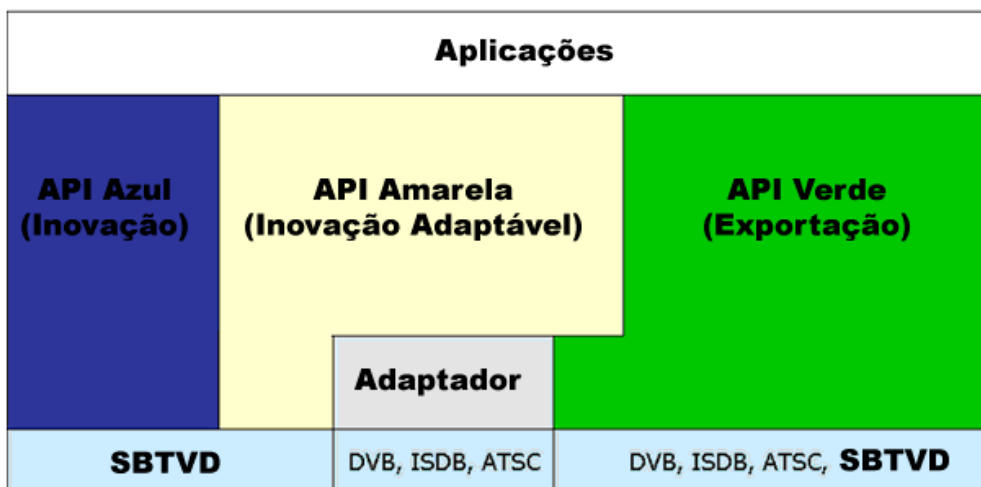 Aplicações
API Azul
(Inovação)
API Amarela
(Inovação Adaptável)
API Verde
(Exportação)
Adaptador
SBTVD
DVB, ISDB, ATSC
DVB, ISDB, ATSC, SBTVD